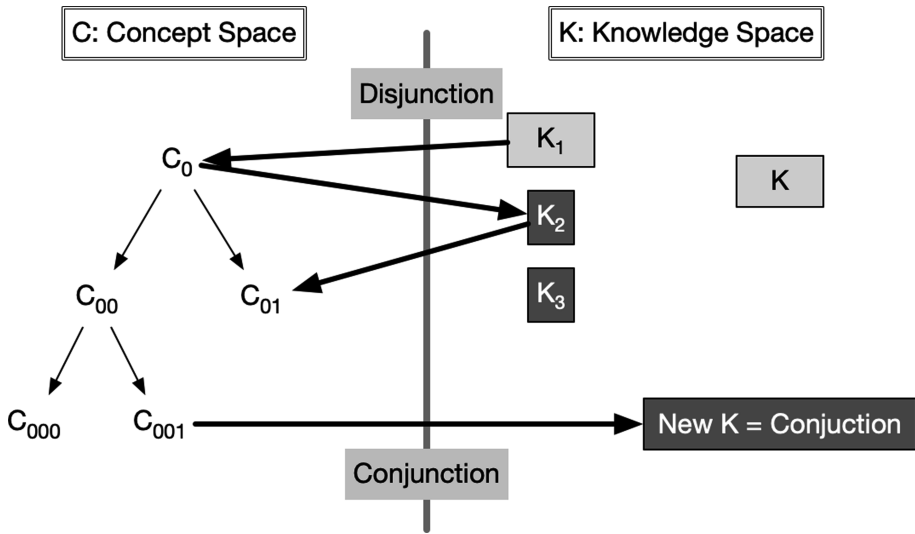 C: Concept Space
K: Knowledge Space
Disjunction
K₁
C₀
K
K₂
C₀₀
C₀₁
K₃
C₀₀₀
C₀₀₁
New K = Conjuction
Conjunction